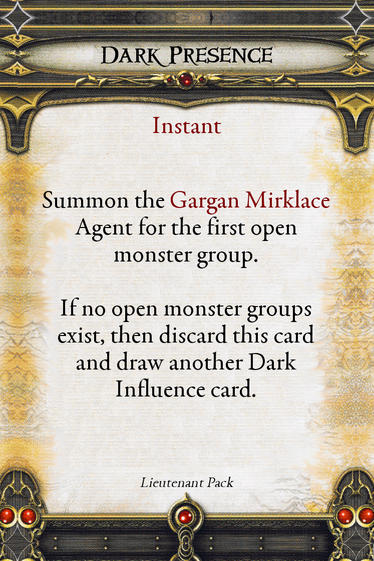 Dark Presence
Instant
Summon the Gargan Mirklace
Agent for the first open
monster group.
If no open monster groups
exist, then discard this card
and draw another Dark
Influence card.
Lieutenant Pack